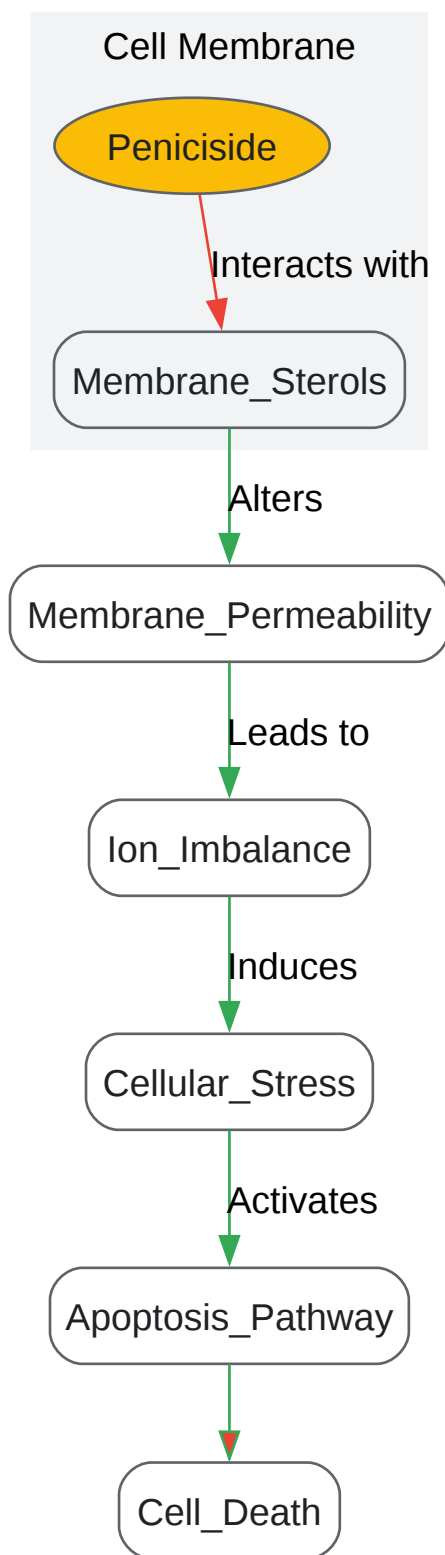 Cell Membrane
Peniciside
Interacts with
Membrane_Sterols
Alters
Membrane_Permeability
Leads to
Ion_Imbalance
Induces
Cellular_Stress
Activates
Apoptosis_Pathway
Cell_Death